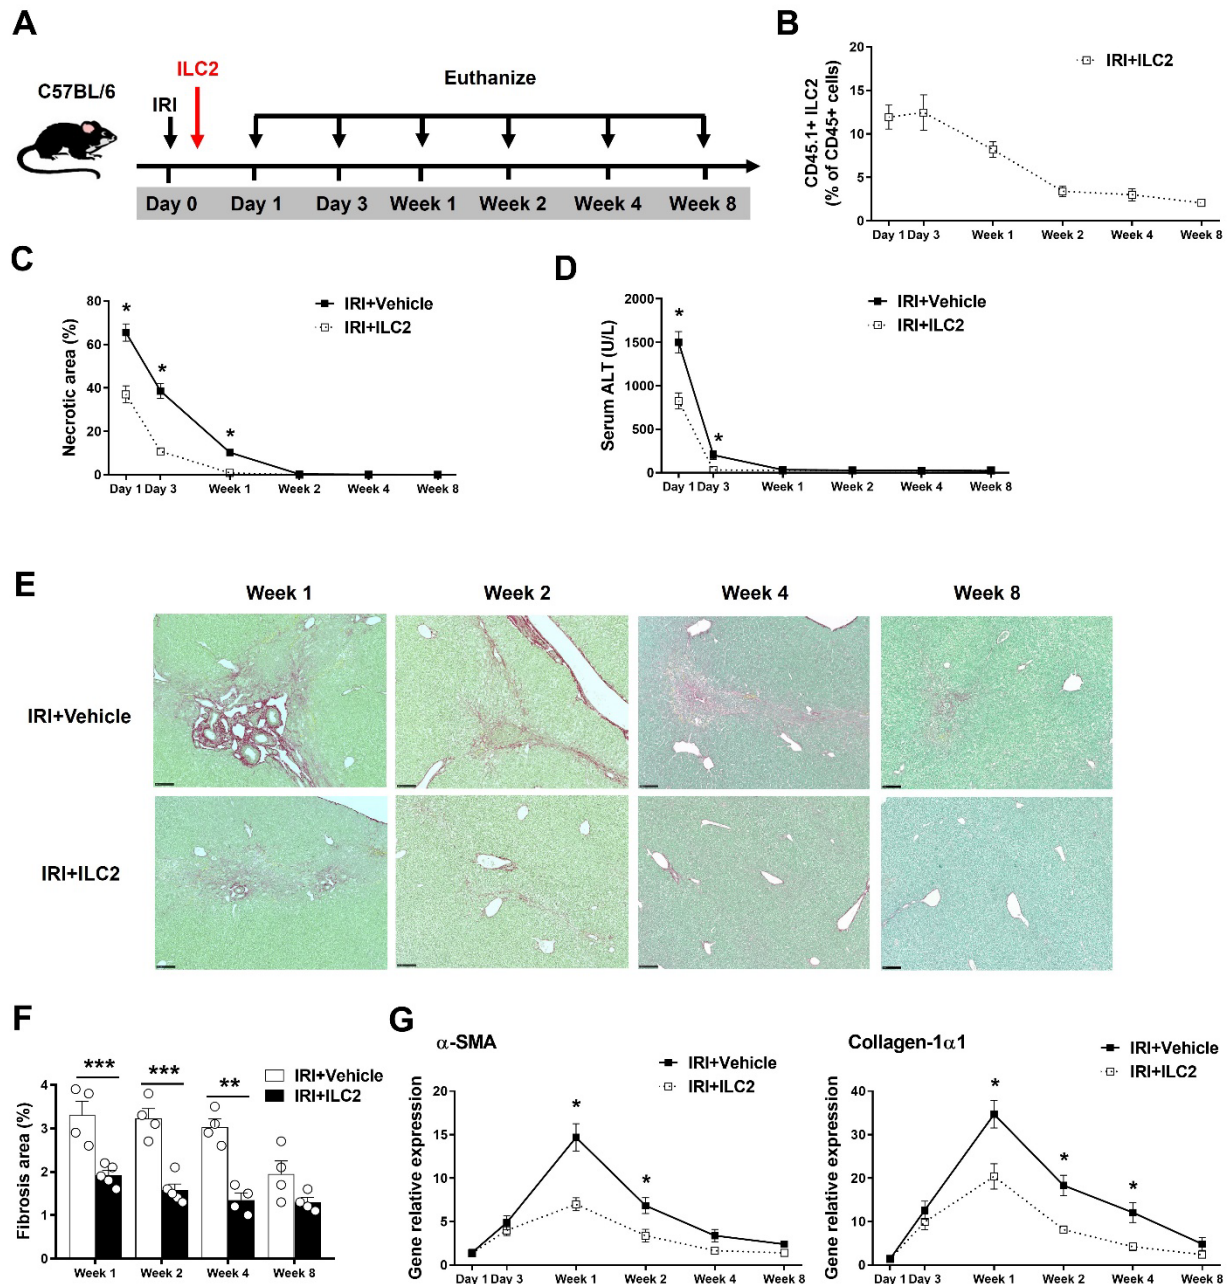 A
C57BL/6
IRI
ILC2
Euthanize
Day 0 Day 1 Day 3 Week 1 Week 2 Week 4 Week 8
B
CD45.1+ ILC2
(% of CD45+ cells)
20
15
10
5
0
IRI+ILC2
Day 1 Day 3 Week 1 Week 2 Week 4 Week 8
C
Necrotic area (%)
80
60
40
20
0
*
*
*
IRI+Vehicle
IRI+ILC2
Day 1 Day 3 Week 1 Week 2 Week 4 Week 8
D
Serum ALT (U/L)
2000
1500
1000
500
0
*
*
IRI+Vehicle
IRI+ILC2
Day 1 Day 3 Week 1 Week 2 Week 4 Week 8
E
Week 1 Week 2 Week 4 Week 8
IRI+Vehicle
IRI+ILC2
F
Fibrosis area (%)
4
3
2
1
0
*** *** **
IRI+Vehicle
IRI+ILC2
Week 1 Week 2 Week 4 Week 8
G
α-SMA
Gene relative expression
20
15
10
5
0
*
*
IRI+Vehicle
IRI+ILC2
Day 1 Day 3 Week 1 Week 2 Week 4 Week 8
Collagen-1α1
Gene relative expression
40
30
20
10
0
*
*
*
IRI+Vehicle
IRI+ILC2
Day 1 Day 3 Week 1 Week 2 Week 4 Week 8